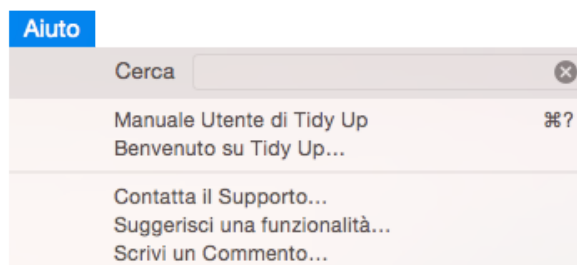 Aiuto
Cerca
Manuale Utente di Tidy Up ⌘?
Benvenuto su Tidy Up...
Contatta il Supporto...
Suggerisci una funzionalità...
Scrivi un Commento...